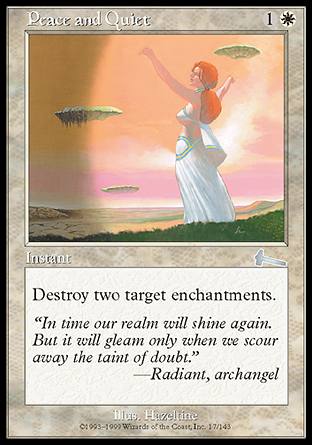 Peace and Quiet 1
Instant
Destroy two target enchantments.
“In time our realm will shine again.
But it will gleam only when we scour
away the taint of doubt.”
—Radiant, archangel
Illus. Hazeltine
©1993–1999 Wizards of the Coast, Inc. 17/143